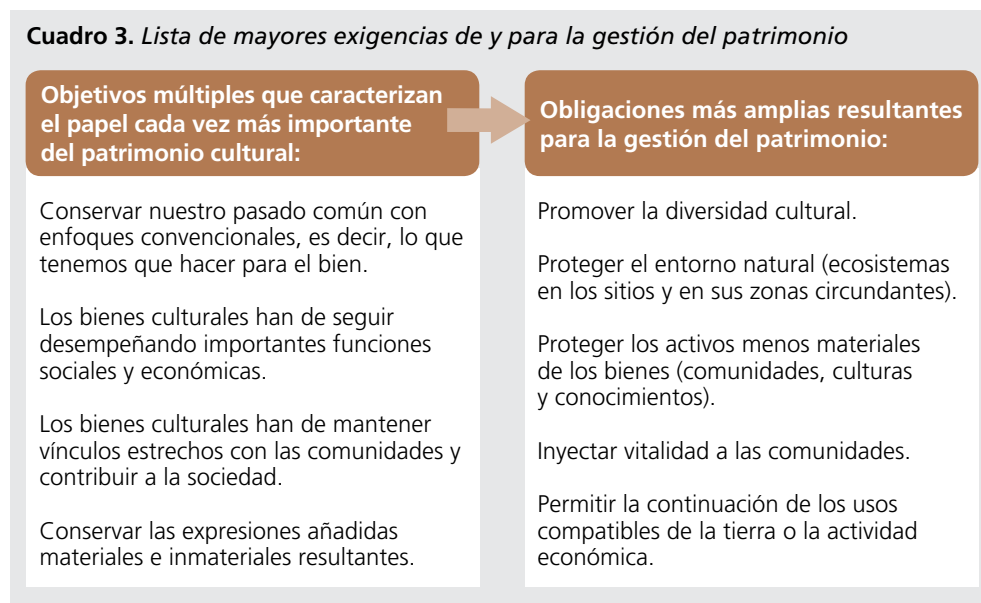 Cuadro 3. Lista de mayores exigencias de y para la gestión del patrimonio
Objetivos múltiples que caracterizan
el papel cada vez más importante
del patrimonio cultural:
Conservar nuestro pasado común con
enfoques convencionales, es decir, lo que
tenemos que hacer para el bien.
Los bienes culturales han de seguir
desempeñando importantes funciones
sociales y económicas.
Los bienes culturales han de mantener
vínculos estrechos con las comunidades y
contribuir a la sociedad.
Conservar las expresiones añadidas
materiales e inmateriales resultantes.
Obligaciones más amplias resultantes
para la gestión del patrimonio:
Promover la diversidad cultural.
Proteger el entorno natural (ecosistemas
en los sitios y en sus zonas circundantes).
Proteger los activos menos materiales
de los bienes (comunidades, culturas
y conocimientos).
Inyectar vitalidad a las comunidades.
Permitir la continuación de los usos
compatibles de la tierra o la actividad
económica.